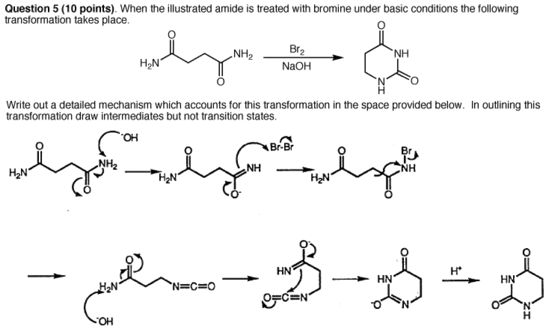 Question 5 (10 points). When the illustrated amide is treated with bromine under basic conditions the following
transformation takes place.
O
H₂N
NH₂
O
Br₂
NaOH
O
NH
N
H
O
Write out a detailed mechanism which accounts for this transformation in the space provided below. In outlining this
transformation draw intermediates but not transition states.
⁻OH
O
H₂N
NH₂
O
O
H₂N
NH
O⁻
Br-Br
O
H₂N
Br
NH
O
O
H₂N
N=C=O
⁻OH
O⁻
HN
O=C=N
O
HN
⁻O
N
H⁺
O
HN
O
N
H